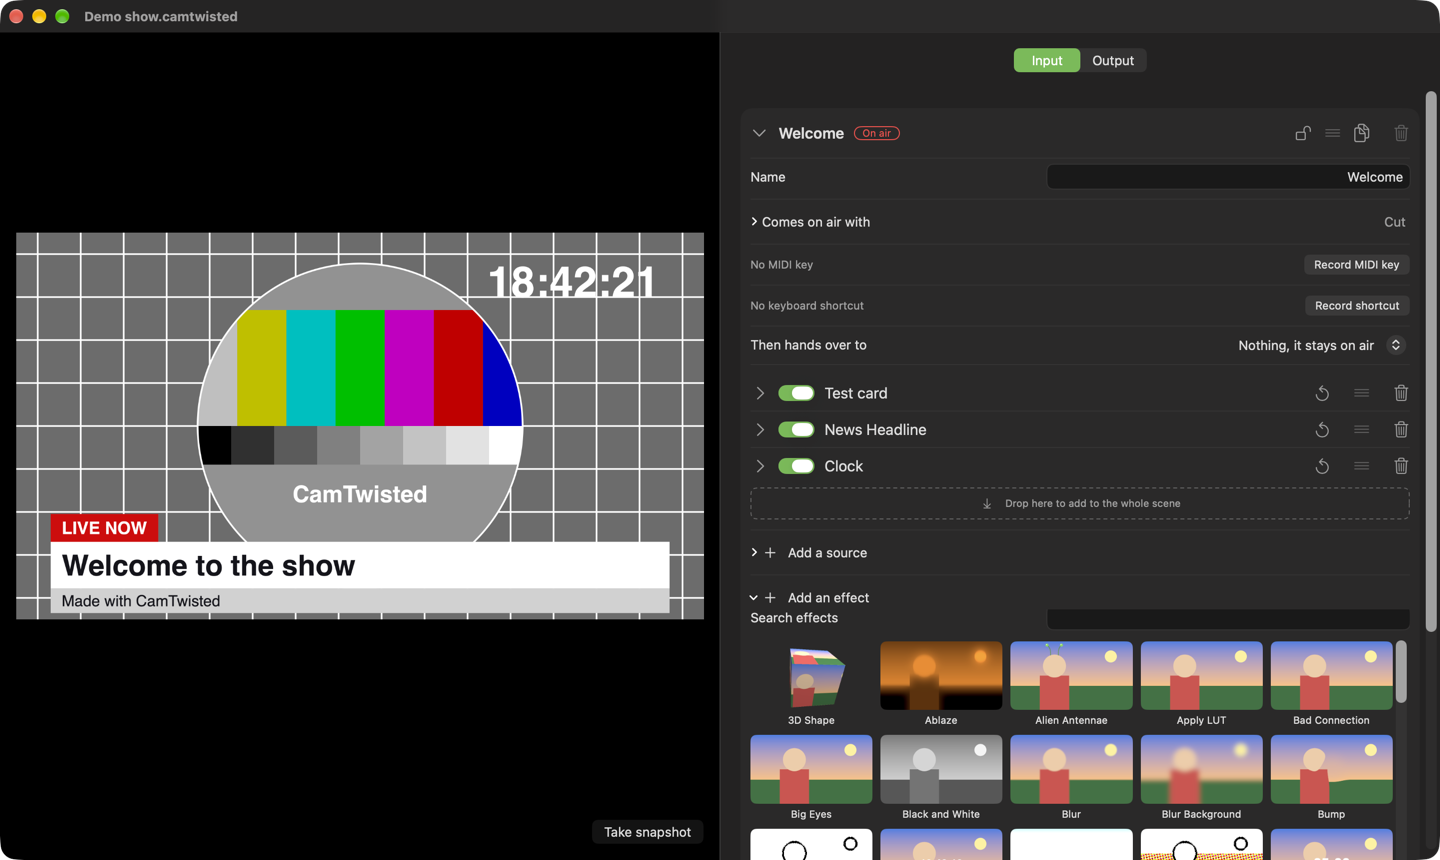 Demo show.camtwisted
Input
Output
Welcome
On air
Name
Welcome
Comes on air with
Cut
No MIDI key
Record MIDI key
No keyboard shortcut
Record shortcut
Then hands over to
Nothing, it stays on air
Test card
News Headline
Clock
Drop here to add to the whole scene
Add a source
Add an effect
Search effects
3D Shape
Ablaze
Alien Antennae
Apply LUT
Bad Connection
Big Eyes
Black and White
Blur
Blur Background
Bump
18:42:21
CamTwisted
LIVE NOW
Welcome to the show
Made with CamTwisted
Take snapshot